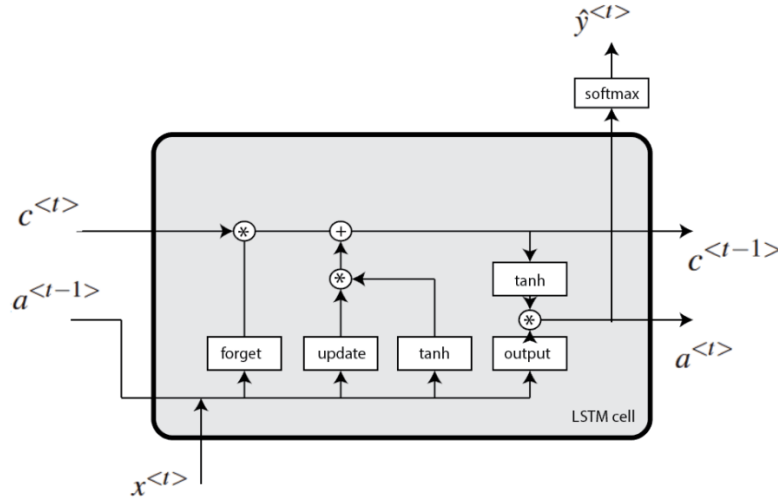 ŷ<t>
softmax
c<t>
*
+
c<t-1>
*
tanh
a<t-1>
*
a<t>
forget
update
tanh
output
LSTM cell
x<t>